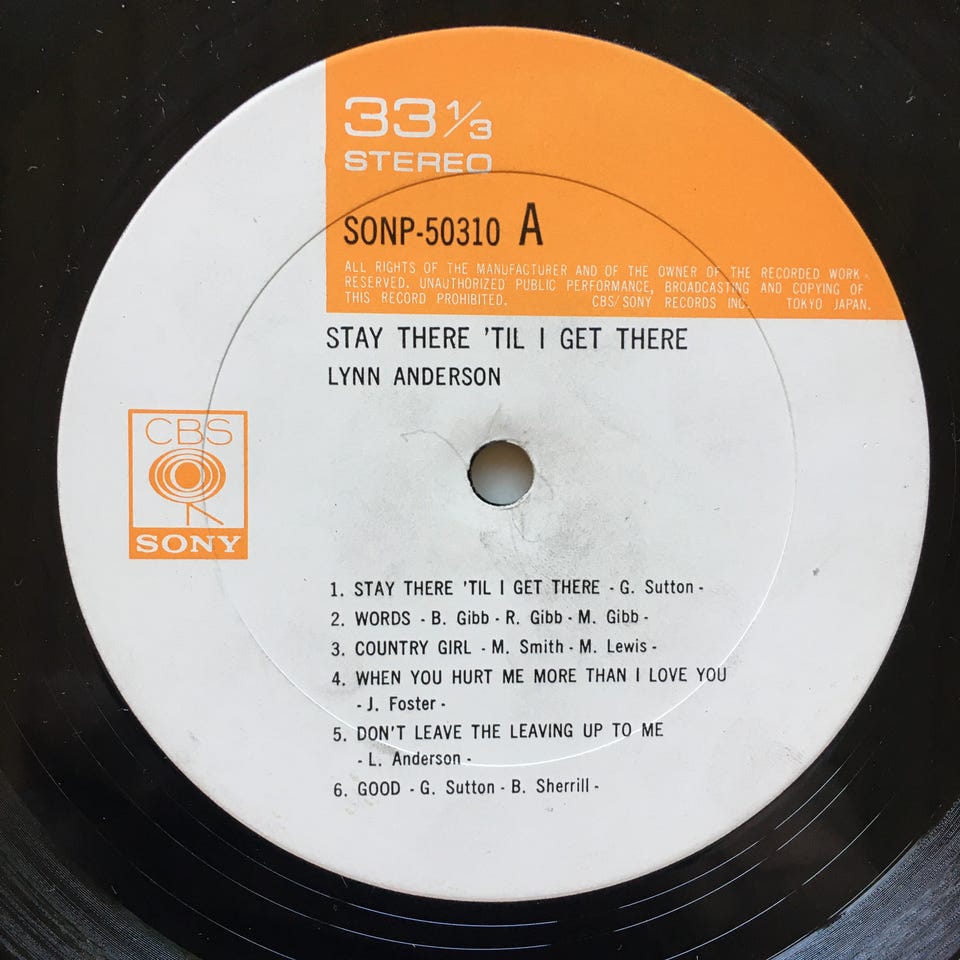 33 1/3
STEREO
SONP-50310 A
ALL RIGHTS OF THE MANUFACTURER AND OF THE OWNER OF THE RECORDED WORK
RESERVED. UNAUTHORIZED PUBLIC PERFORMANCE, BROADCASTING AND COPYING OF
THIS RECORD PROHIBITED. CBS/SONY RECORDS INC. TOKYO JAPAN.
STAY THERE 'TIL I GET THERE
LYNN ANDERSON
CBS
SONY
1. STAY THERE 'TIL I GET THERE - G. Sutton -
2. WORDS - B. Gibb - R. Gibb - M. Gibb -
3. COUNTRY GIRL - M. Smith - M. Lewis -
4. WHEN YOU HURT ME MORE THAN I LOVE YOU
- J. Foster -
5. DON'T LEAVE THE LEAVING UP TO ME
- L. Anderson -
6. GOOD - G. Sutton - B. Sherrill -